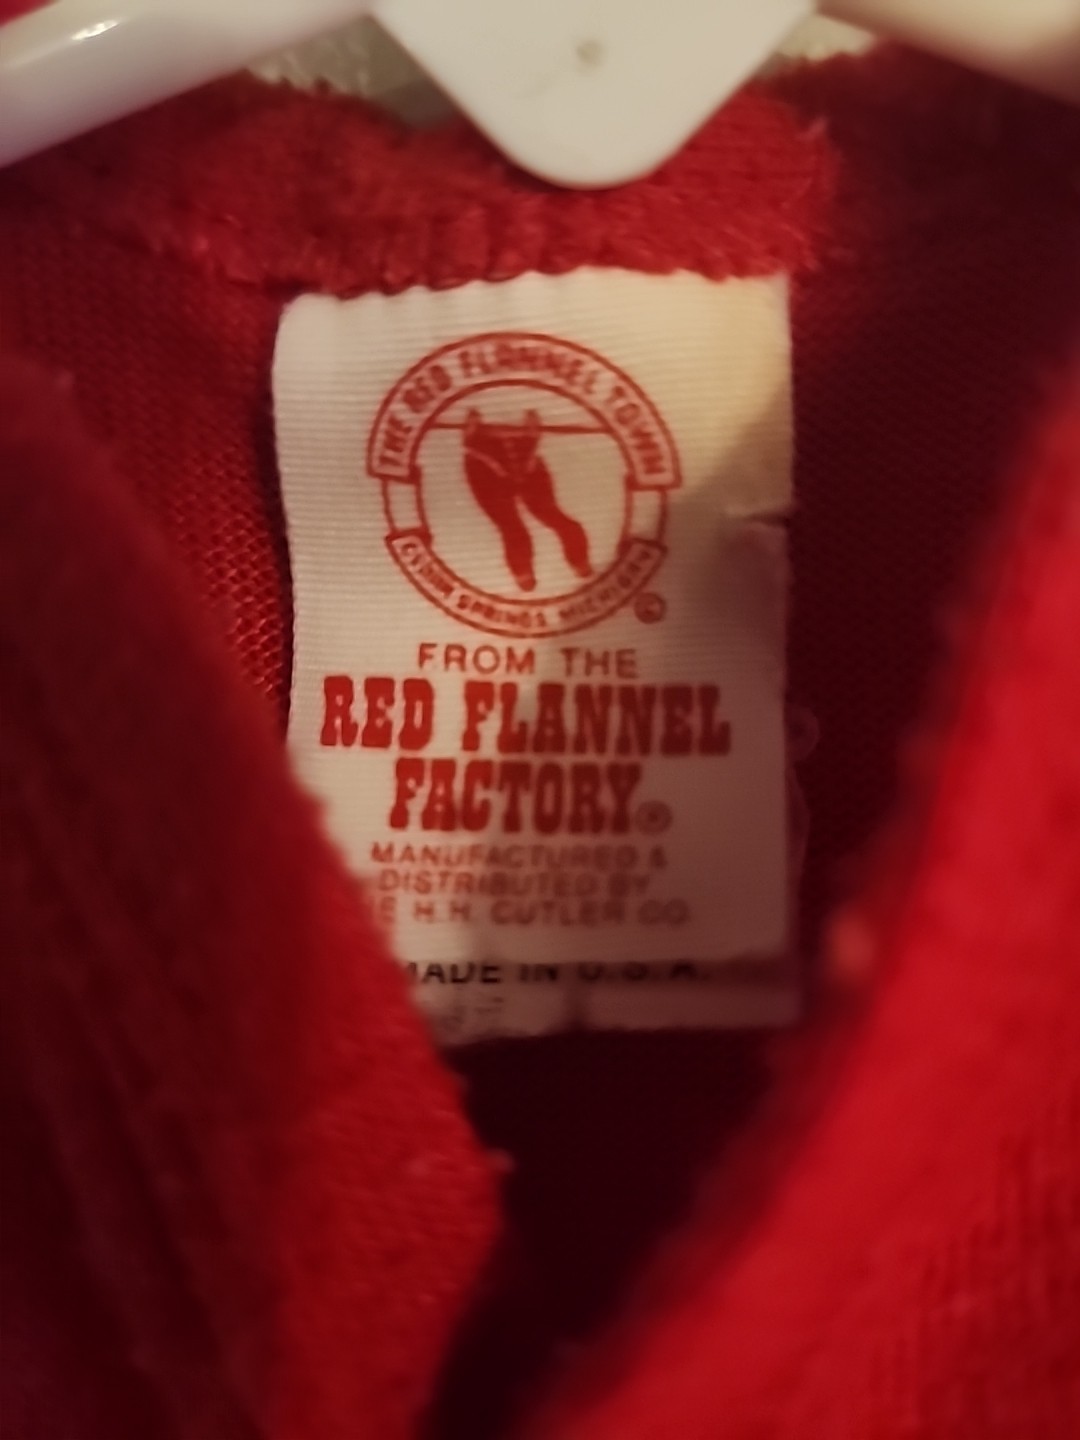 THE RED FLANNEL TOWN
CEDAR SPRINGS, MICHIGAN
©
FROM THE
RED FLANNEL
FACTORY®
MANUFACTURED &
DISTRIBUTED BY
E H.H. CUTLER CO.
MADE IN U.S.A.